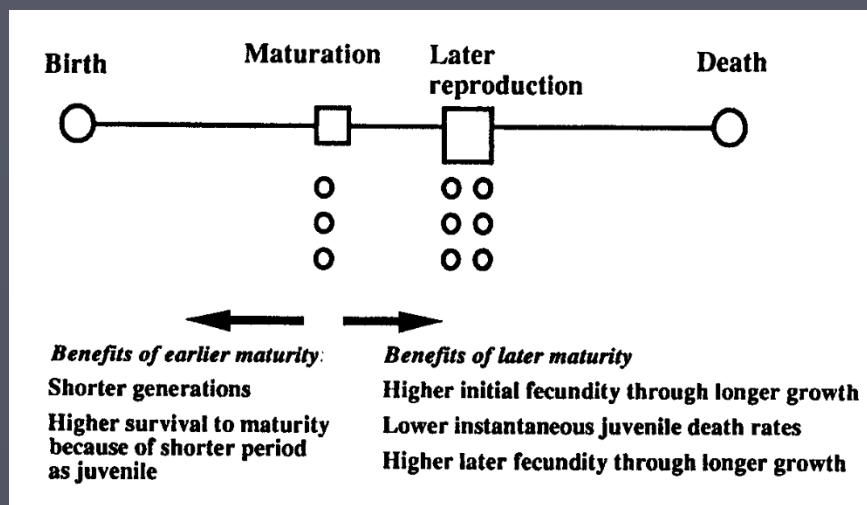 Birth
Maturation
Later
reproduction
Death
Benefits of earlier maturity:
Shorter generations
Higher survival to maturity
because of shorter period
as juvenile
Benefits of later maturity
Higher initial fecundity through longer growth
Lower instantaneous juvenile death rates
Higher later fecundity through longer growth